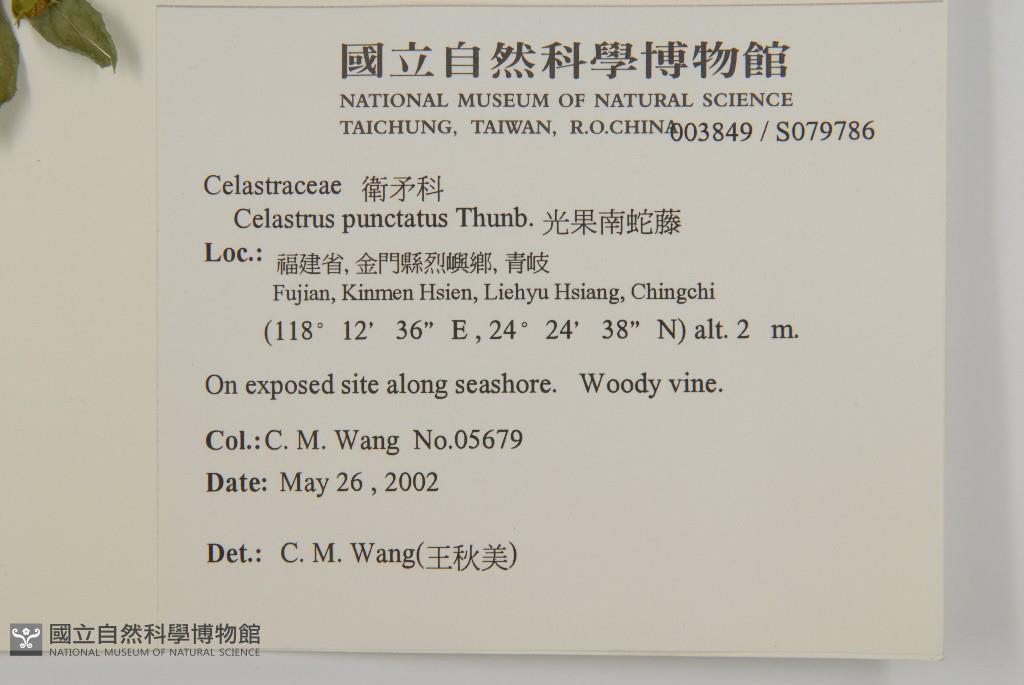 國立自然科學博物館
NATIONAL MUSEUM OF NATURAL SCIENCE
TAICHUNG, TAIWAN, R.O.CHINA
003849 / S079786
Celastraceae 衛矛科
Celastrus punctatus Thunb. 光果南蛇藤
Loc.: 福建省, 金門縣烈嶼鄉, 青岐
Fujian, Kinmen Hsien, Liehyu Hsiang, Chingchi
(118° 12’ 36” E , 24° 24’ 38” N) alt. 2 m.
On exposed site along seashore. Woody vine.
Col.: C. M. Wang No.05679
Date: May 26 , 2002
Det.: C. M. Wang(王秋美)
國立自然科學博物館
NATIONAL MUSEUM OF NATURAL SCIENCE